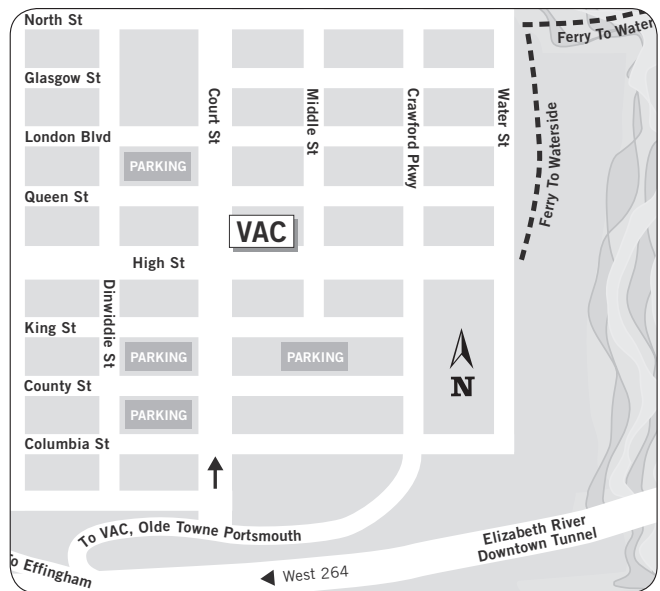 North St
Ferry To Water
Glasgow St
Court St
Middle St
Crawford Pkwy
Water St
Ferry To Waterside
London Blvd
PARKING
Queen St
VAC
High St
Dinwiddie St
King St
PARKING
PARKING
N
County St
PARKING
Columbia St
To VAC, Olde Towne Portsmouth
Elizabeth River
Downtown Tunnel
o Effingham
West 264